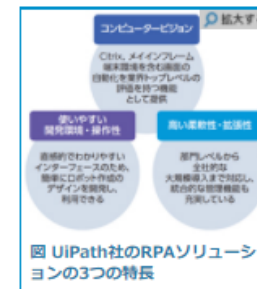 拡大す
コンピュータービジョン
Citrix、メインフレーム
端末環境を含む画面の
自動化を業界トップレベルの
評価を持つ機能
として提供
使いやすい
開発環境・操作性
高い柔軟性・拡張性
直感的でわかりやすい
インターフェースのため、
簡単にロボット作成の
デザインを開発し、
利用できる
部門レベルから
全社的な
大規模導入まで対応し、
統合的な管理機能も
充実している
図 UiPath社のRPAソリューシ
ョンの3つの特長